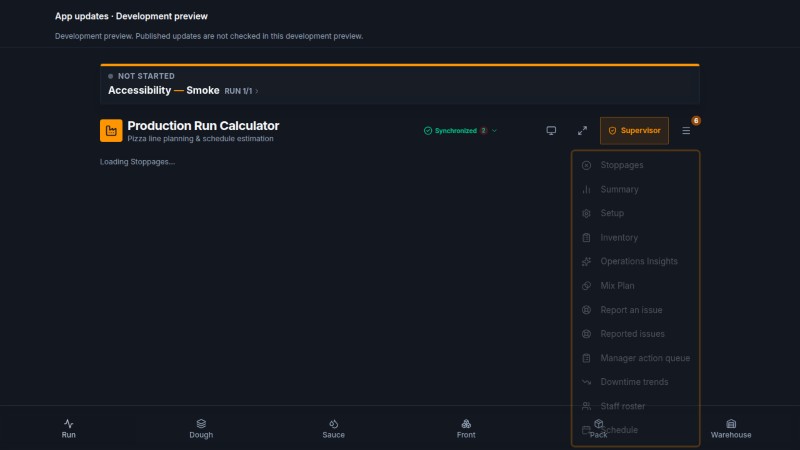 App updates · Development preview
Development preview. Published updates are not checked in this development preview.
NOT STARTED
Accessibility — Smoke RUN 1/1 ›
Production Run Calculator
Pizza line planning & schedule estimation
Synchronized 2
Supervisor
6
Loading Stoppages...
Stoppages
Summary
Setup
Inventory
Operations Insights
Mix Plan
Report an issue
Reported issues
Manager action queue
Downtime trends
Staff roster
Schedule
Run
Dough
Sauce
Front
Pack
Warehouse